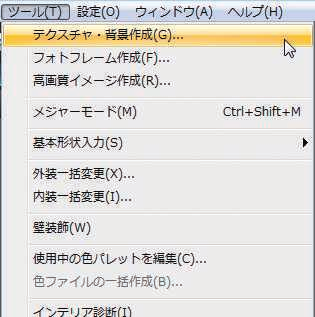 ツール(T) 設定(O) ウィンドウ(A) ヘルプ(H)
テクスチャ・背景作成(G)...
フォトフレーム作成(F)...
高画質イメージ作成(R)...
メジャーモード(M) Ctrl+Shift+M
基本形状入力(S)
外装一括変更(X)...
内装一括変更(I)...
壁装飾(W)
使用中の色パレットを編集(C)...
色ファイルの一括作成(B)...
インテリア診断(I)